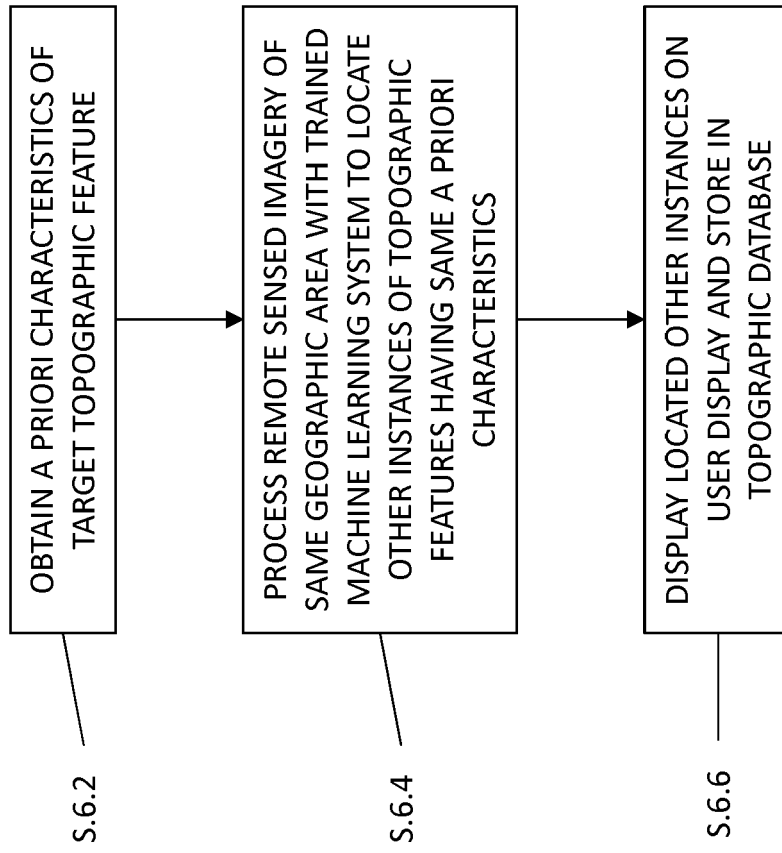 OBTAIN A PRIORI CHARACTERISTICS OF
TARGET TOPOGRAPHIC FEATURE
S.6.2
PROCESS REMOTE SENSED IMAGERY OF
SAME GEOGRAPHIC AREA WITH TRAINED
MACHINE LEARNING SYSTEM TO LOCATE
OTHER INSTANCES OF TOPOGRAPHIC
FEATURES HAVING SAME A PRIORI
CHARACTERISTICS
S.6.4
DISPLAY LOCATED OTHER INSTANCES ON
USER DISPLAY AND STORE IN
TOPOGRAPHIC DATABASE
S.6.6